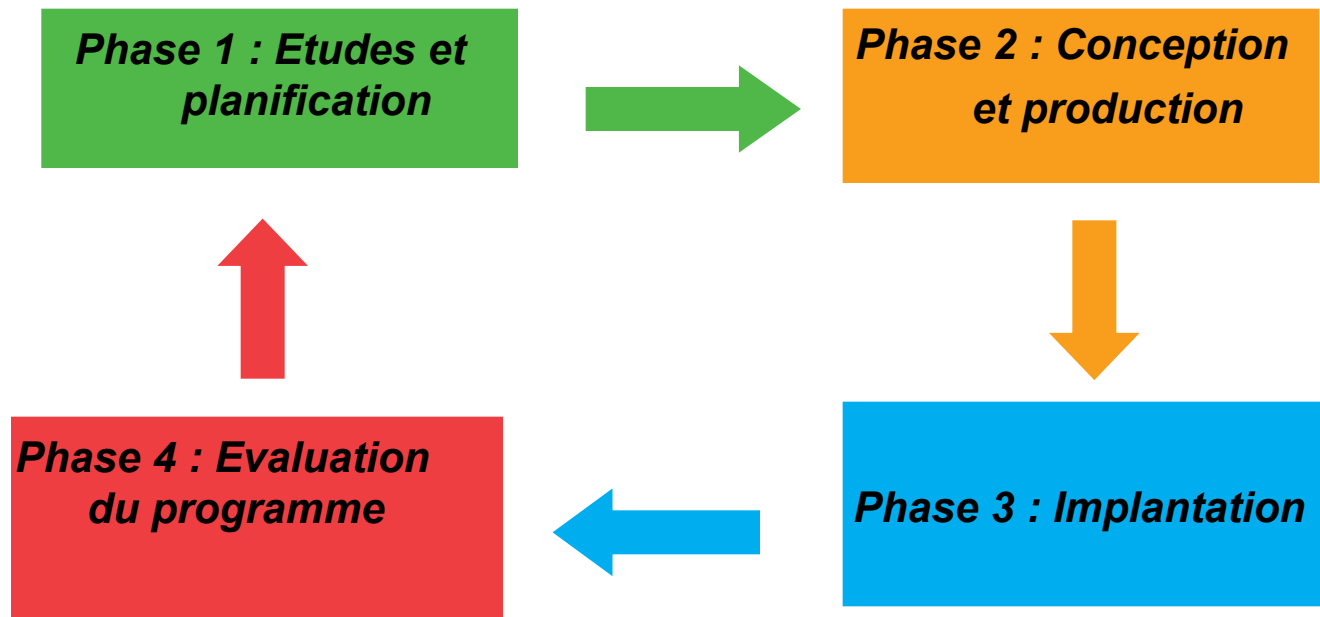 Phase 1 : Etudes et
planification
Phase 2 : Conception
et production
Phase 4 : Evaluation
du programme
Phase 3 : Implantation